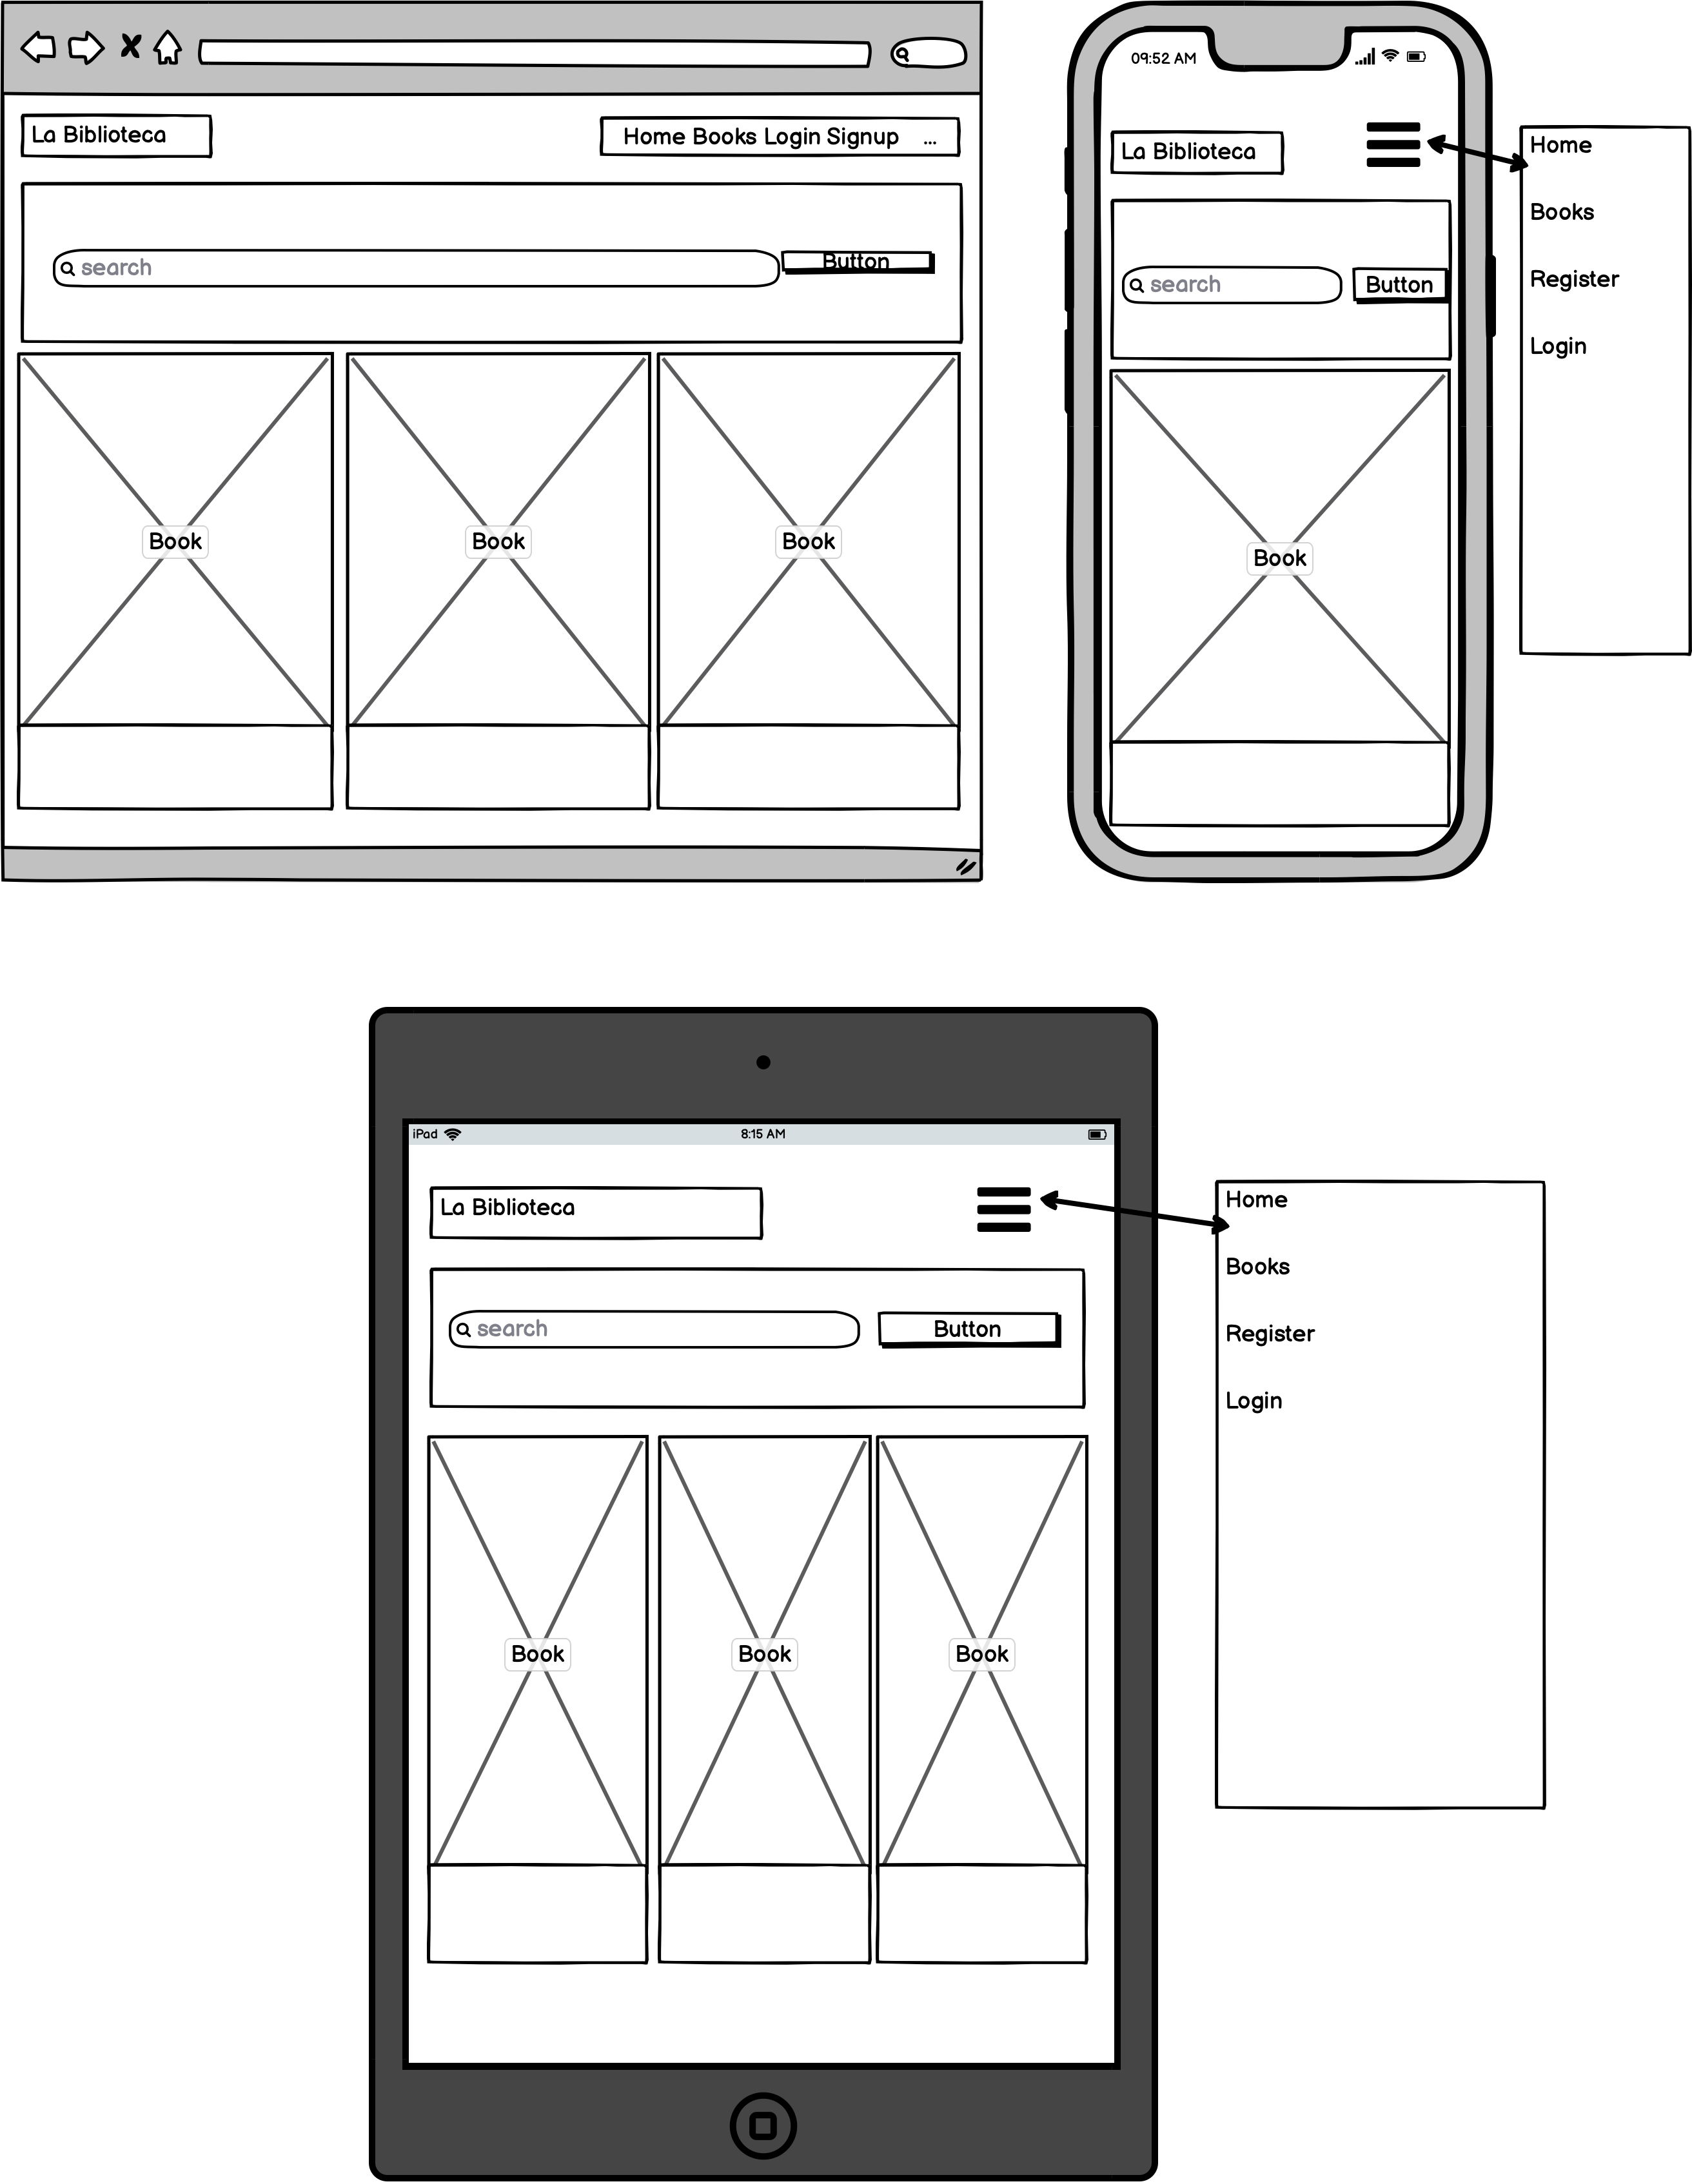 La Biblioteca
Home Books Login Signup ...
search
Button
Book
Book
Book
09:52 AM
La Biblioteca
search
Button
Book
Home
Books
Register
Login
iPad
8:15 AM
La Biblioteca
search
Button
Book
Book
Book
Home
Books
Register
Login